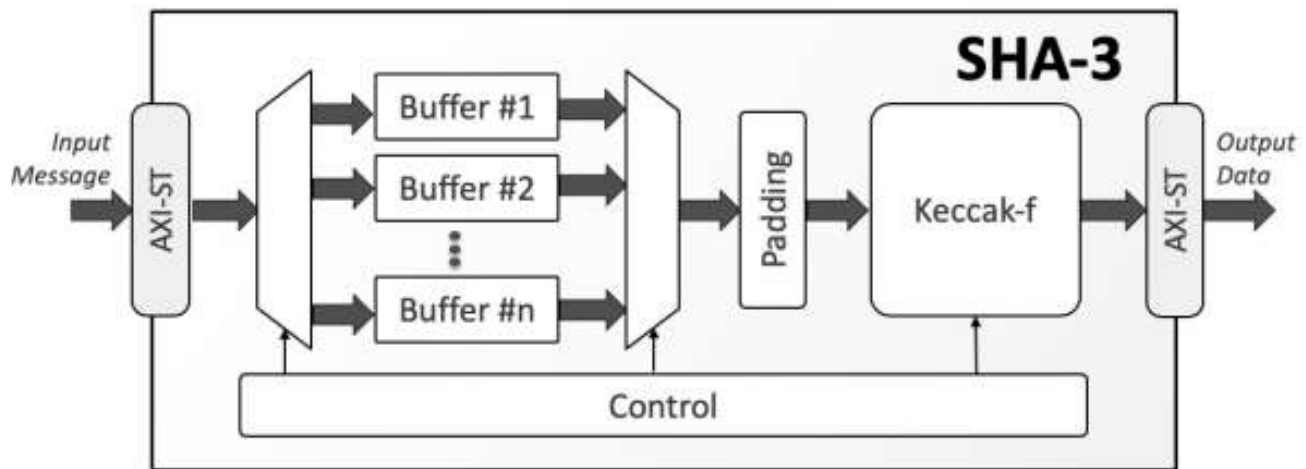 SHA-3
Input
Message
AXI-ST
Buffer #1
Buffer #2
Buffer #n
Padding
Keccak-f
AXI-ST
Output
Data
Control